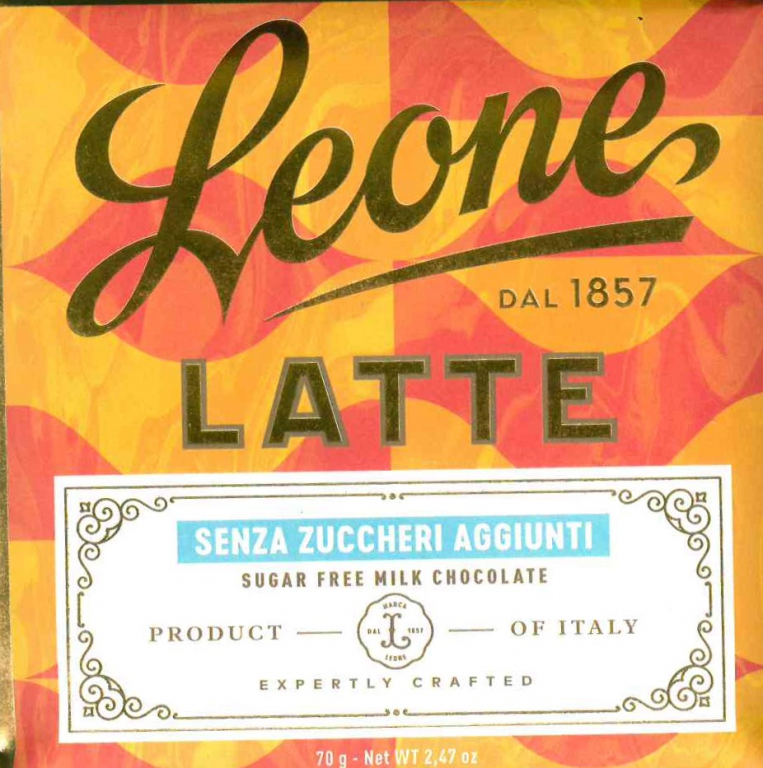 Leone
DAL 1857
LATTE
SENZA ZUCCHERI AGGIUNTI
SUGAR FREE MILK CHOCOLATE
MARCA
PRODUCT DAL L 1857 OF ITALY
LEONE
EXPERTLY CRAFTED
70 g - Net WT 2,47 oz